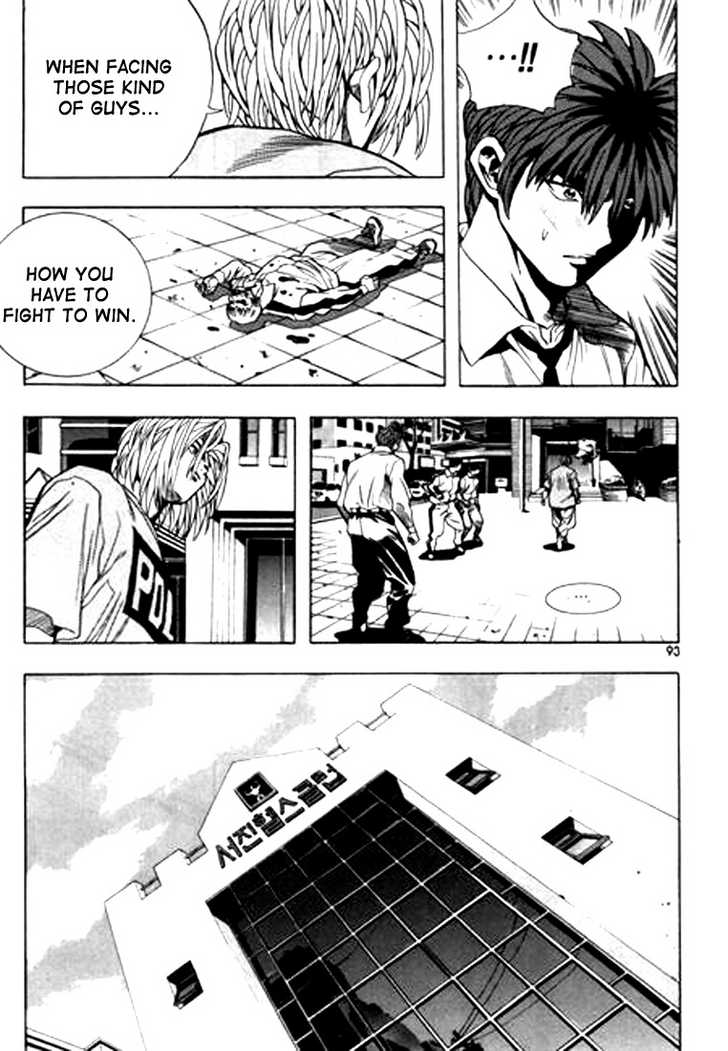 WHEN FACING
THOSE KIND
OF GUYS...
...!!
HOW YOU
HAVE TO
FIGHT TO WIN.
POL
...
93
서진헬스클럽